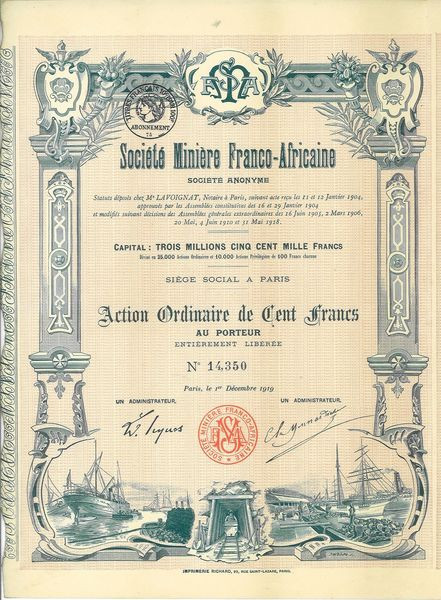 SMFA
TITRES FRANÇAIS
ABONNEMENT
Société Minière Franco-Africaine
SOCIÉTÉ ANONYME
Statuts déposés chez Me LAVOIGNAT, Notaire à Paris, suivant acte reçu les 11 et 12 Janvier 1904,
approuvés par les Assemblées constitutives des 16 et 29 Janvier 1904
et modifiés suivant décisions des Assemblées générales extraordinaires des 16 Juin 1905, 2 Mars 1906,
20 Mai, 4 Juin 1910 et 31 Mai 1918.
CAPITAL : TROIS MILLIONS CINQ CENT MILLE FRANCS
Divisé en 25.000 Actions Ordinaires et 10.000 Actions Privilégiées de 100 Francs chacune
SIÈGE SOCIAL A PARIS
Action Ordinaire de Cent Francs
AU PORTEUR
ENTIÈREMENT LIBÉRÉE
No 14,350
Paris, le 1er Décembre 1919
UN ADMINISTRATEUR,
UN ADMINISTRATEUR,
SOCIÉTÉ MINIÈRE FRANCO-AFRICAINE
IMPRIMERIE RICHARD, 93, RUE SAINT-LAZARE, PARIS.